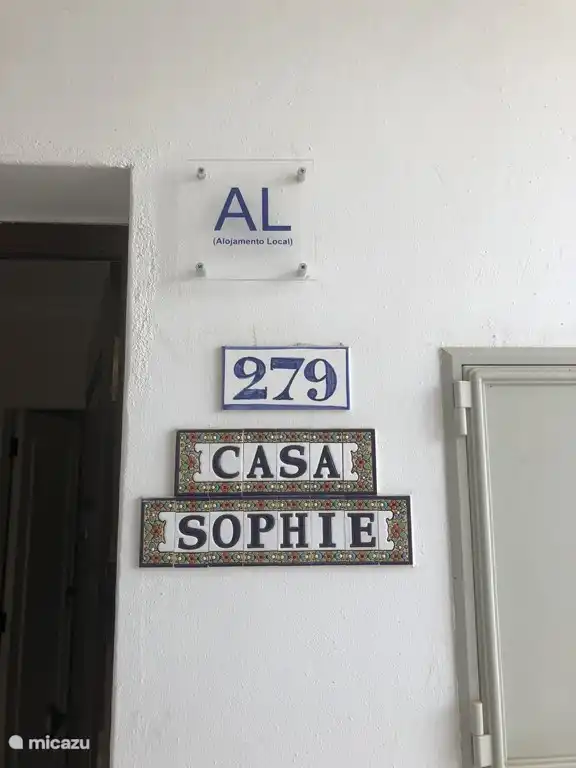 AL
(Alojamento Local)
279
CASA
SOPHIE
micazu